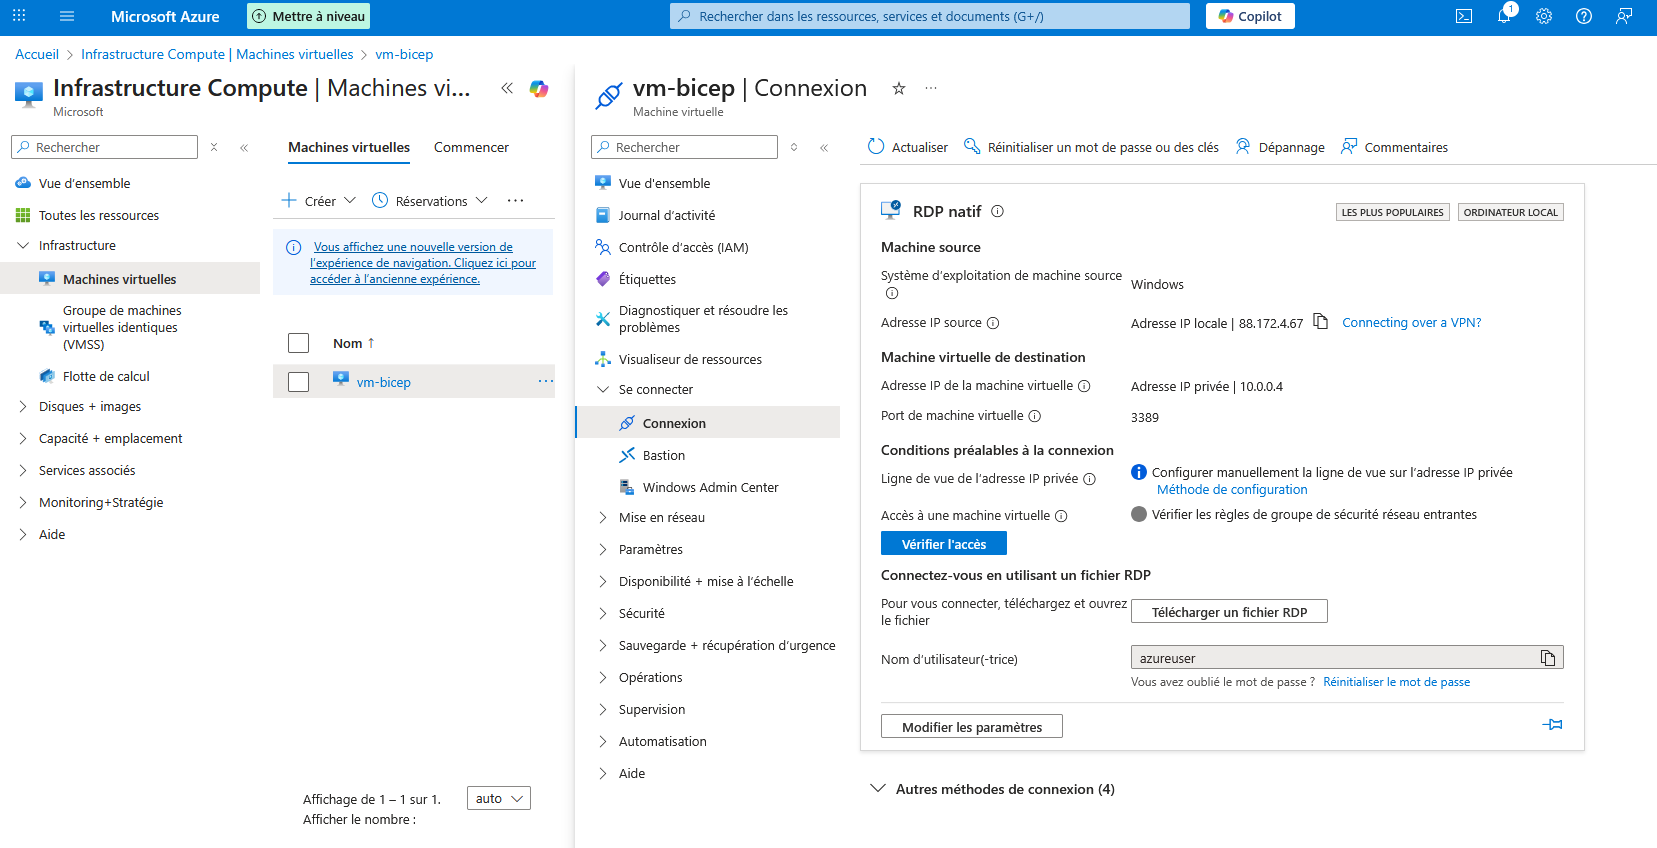 Microsoft Azure
Mettre à niveau
Rechercher dans les ressources, services et documents (G+/)
Copilot
1
Accueil > Infrastructure Compute | Machines virtuelles > vm-bicep
Infrastructure Compute | Machines vi...
Microsoft
Rechercher
Vue d'ensemble
Toutes les ressources
Infrastructure
Machines virtuelles
Groupe de machines
virtuelles identiques
(VMSS)
Flotte de calcul
Disques + images
Capacité + emplacement
Services associés
Monitoring+Stratégie
Aide
Machines virtuelles
Commencer
Créer
Réservations
Vous affichez une nouvelle version de
l'expérience de navigation. Cliquez ici pour
accéder à l'ancienne expérience.
Nom ↑
vm-bicep
Affichage de 1 – 1 sur 1.
Afficher le nombre :
auto
vm-bicep | Connexion
Machine virtuelle
Rechercher
Vue d'ensemble
Journal d'activité
Contrôle d'accès (IAM)
Étiquettes
Diagnostiquer et résoudre les
problèmes
Visualiseur de ressources
Se connecter
Connexion
Bastion
Windows Admin Center
Mise en réseau
Paramètres
Disponibilité + mise à l'échelle
Sécurité
Sauvegarde + récupération d'urgence
Opérations
Supervision
Automatisation
Aide
Actualiser
Réinitialiser un mot de passe ou des clés
Dépannage
Commentaires
RDP natif
LES PLUS POPULAIRES
ORDINATEUR LOCAL
Machine source
Système d'exploitation de machine source
Windows
Adresse IP source
Adresse IP locale | 88.172.4.67
Connecting over a VPN?
Machine virtuelle de destination
Adresse IP de la machine virtuelle
Adresse IP privée | 10.0.0.4
Port de machine virtuelle
3389
Conditions préalables à la connexion
Ligne de vue de l'adresse IP privée
Configurer manuellement la ligne de vue sur l'adresse IP privée
Méthode de configuration
Accès à une machine virtuelle
Vérifier les règles de groupe de sécurité réseau entrantes
Vérifier l'accès
Connectez-vous en utilisant un fichier RDP
Pour vous connecter, téléchargez et ouvrez
le fichier
Télécharger un fichier RDP
Nom d'utilisateur(-trice)
azureuser
Vous avez oublié le mot de passe ? Réinitialiser le mot de passe
Modifier les paramètres
Autres méthodes de connexion (4)